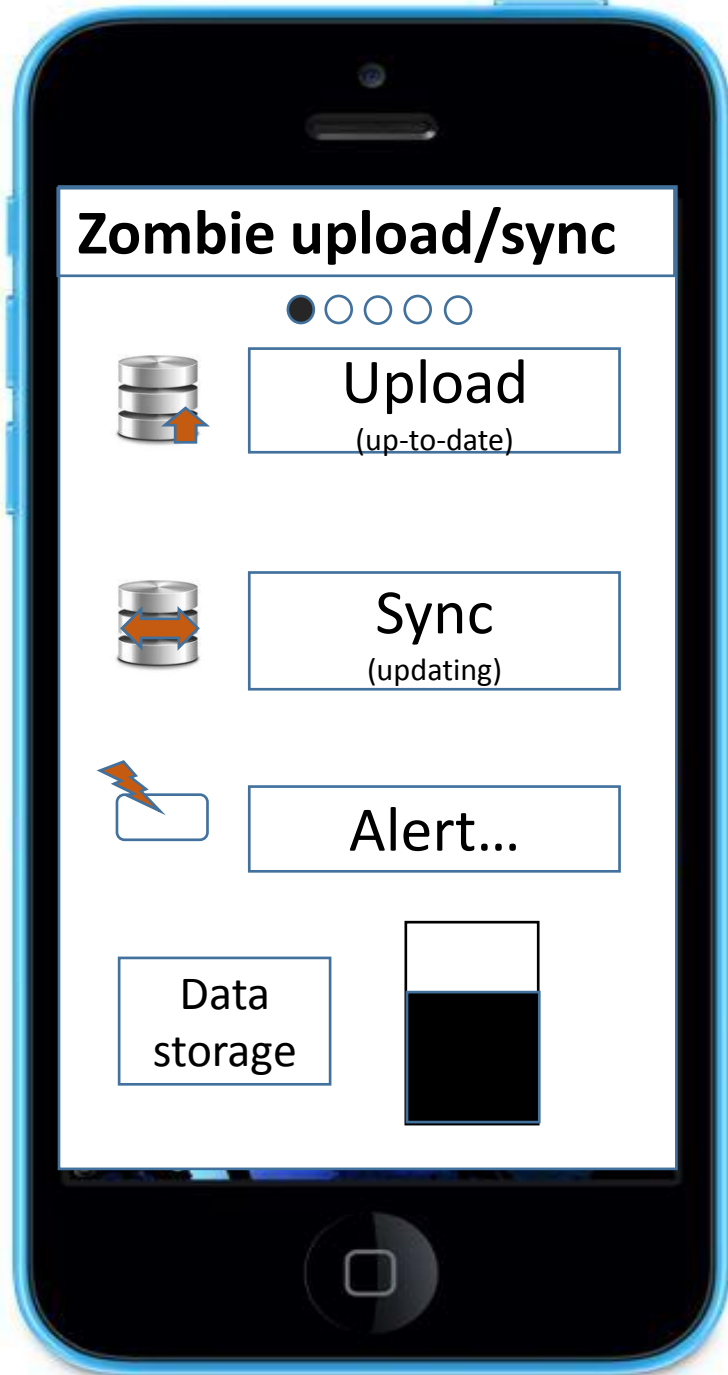 Zombie upload/sync
Upload
(up-to-date)
Sync
(updating)
Alert...
Data
storage